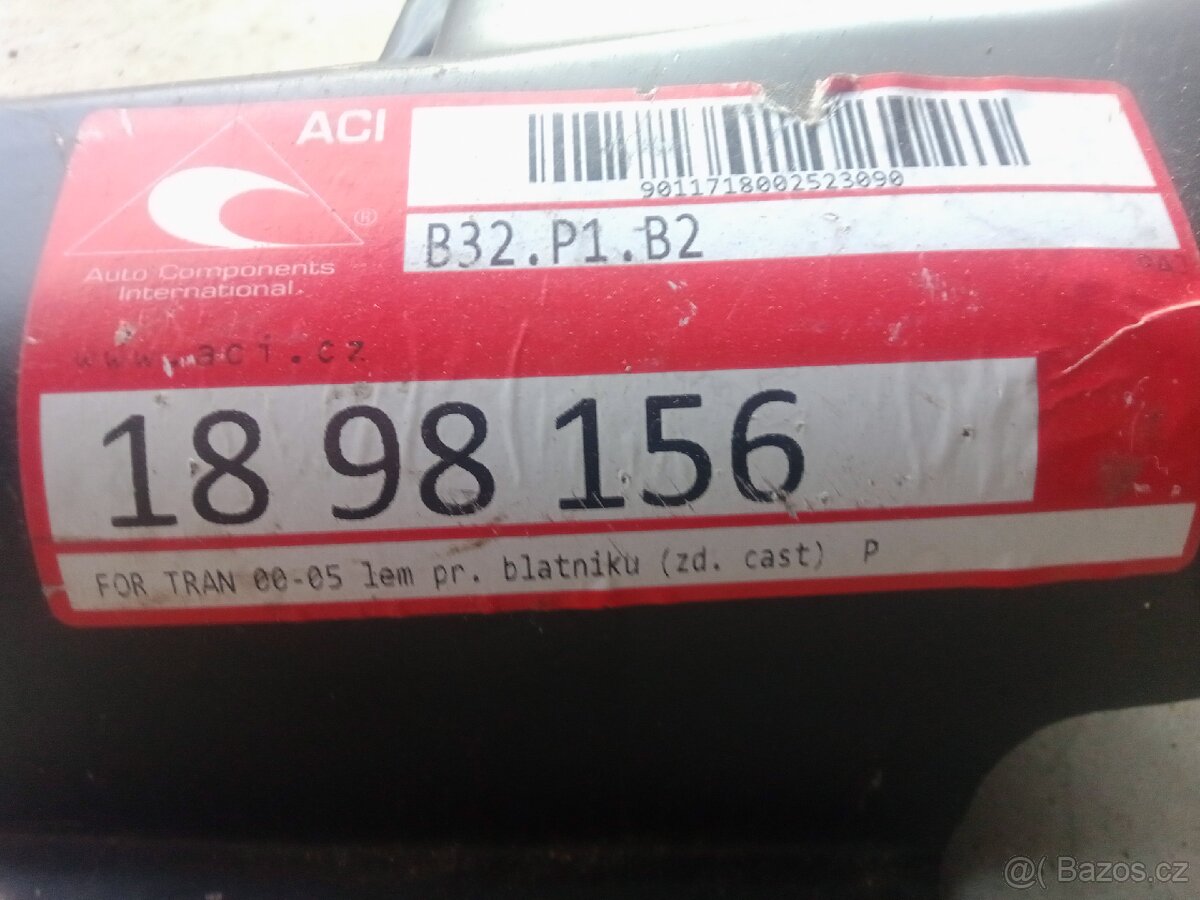 ACI
®
Auto Components
International
www.aci.cz
9011718002523090
B32.P1.B2
18 98 156
FOR TRAN 00-05 lem pr. blatniku (zd. cast) P
@( Bazos.cz